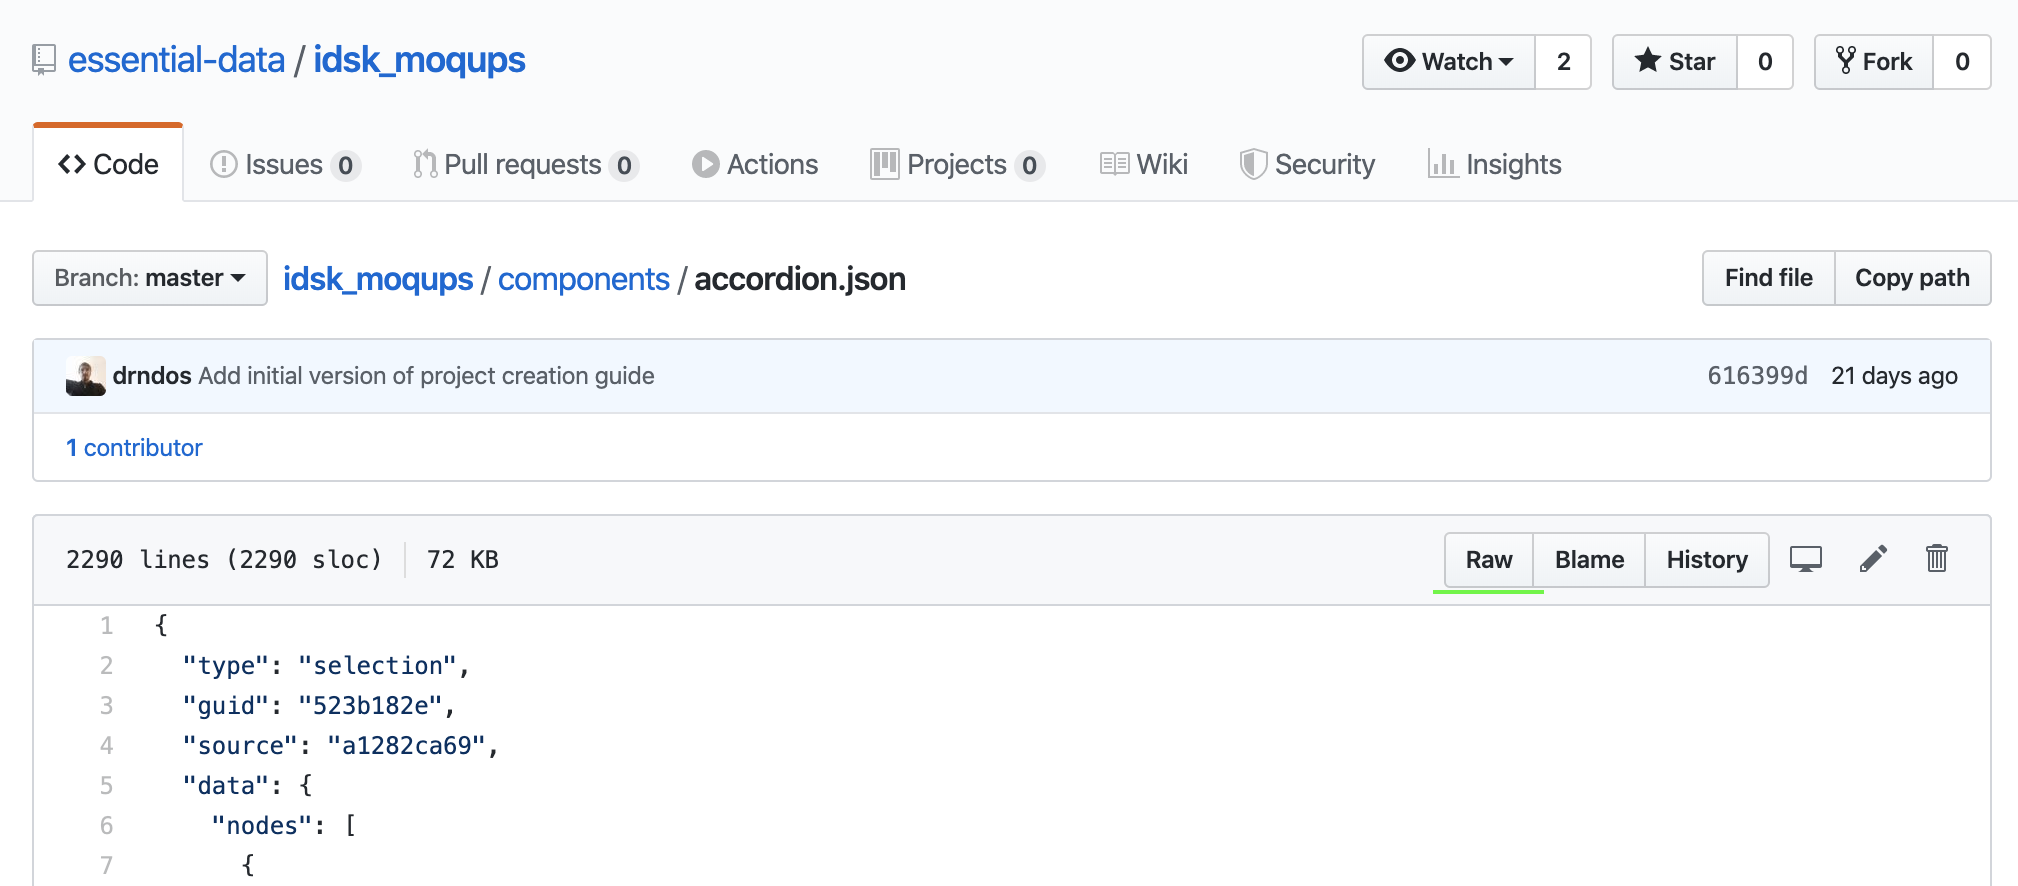 essential-data / idsk_moqups Watch 2 Star 0 Fork 0
Code Issues 0 Pull requests 0 Actions Projects 0 Wiki Security Insights
Branch: master idsk_moqups / components / accordion.json Find file Copy path
drndos Add initial version of project creation guide 616399d 21 days ago
1 contributor
2290 lines (2290 sloc) 72 KB Raw Blame History
1 {
2 "type": "selection",
3 "guid": "523b182e",
4 "source": "a1282ca69",
5 "data": {
6 "nodes": [
7 {